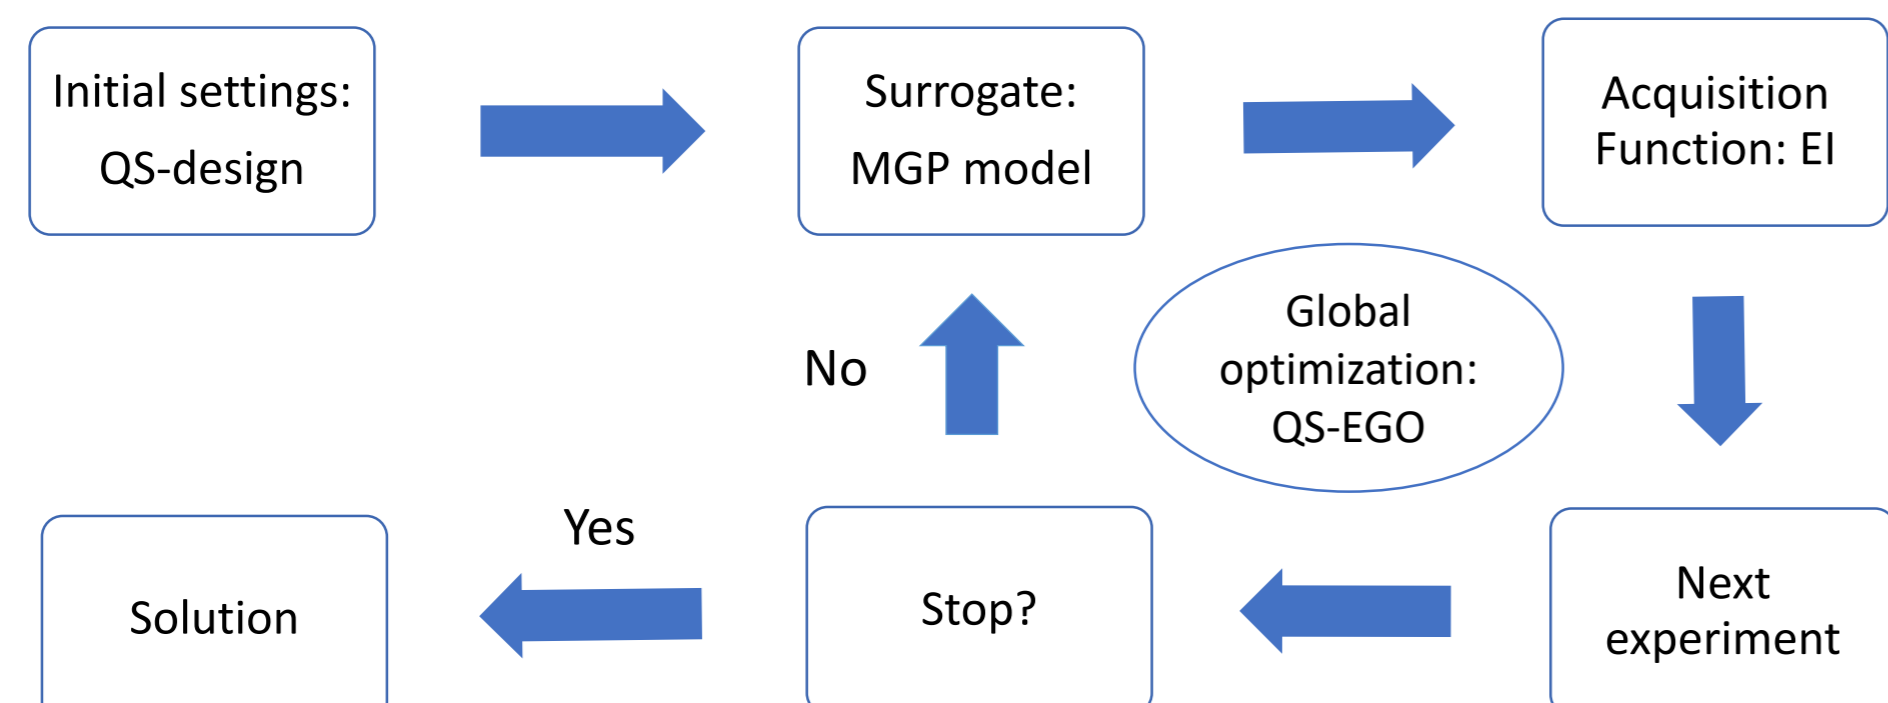 Initial settings:
QS-design
Surrogate:
MGP model
Acquisition
Function: EI
No
Global
optimization:
QS-EGO
Yes
Solution
Stop?
Next
experiment